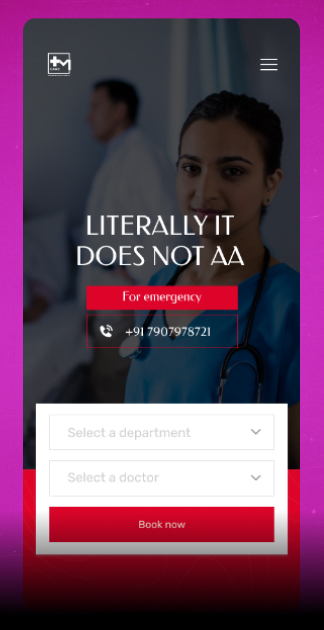 LITERALLY IT
DOES NOT AA
For emergency
+91 7907978721
Select a department
Select a doctor
Book now